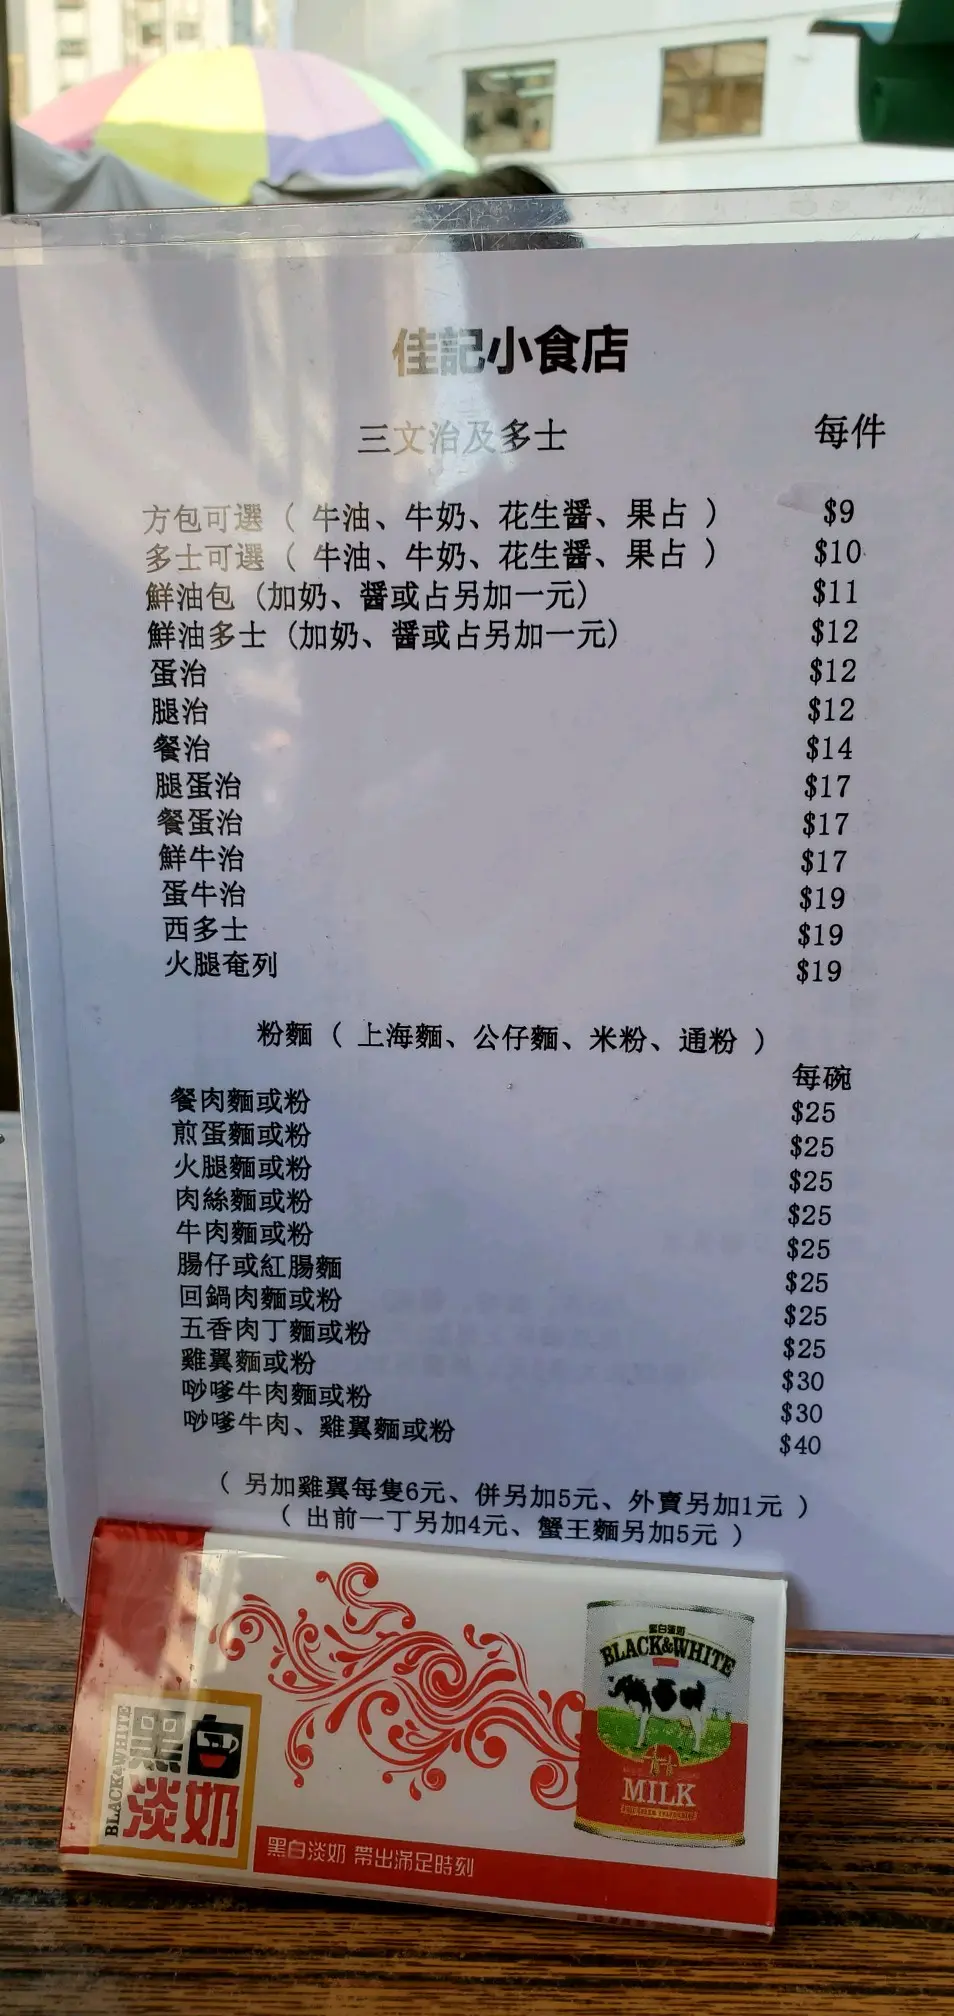 佳記小食店
三文治及多士 每件
方包可選（牛油、牛奶、花生醬、果占） $9
多士可選（牛油、牛奶、花生醬、果占） $10
鮮油包（加奶、醬或占另加一元） $11
鮮油多士（加奶、醬或占另加一元） $12
蛋治 $12
腿治 $12
餐治 $14
腿蛋治 $17
餐蛋治 $17
鮮牛治 $17
蛋牛治 $19
西多士 $19
火腿奄列 $19
粉麵（上海麵、公仔麵、米粉、通粉）
每碗
餐肉麵或粉 $25
煎蛋麵或粉 $25
火腿麵或粉 $25
肉絲麵或粉 $25
牛肉麵或粉 $25
腸仔或紅腸麵 $25
回鍋肉麵或粉 $25
五香肉丁麵或粉 $25
雞翼麵或粉 $30
唦嗲牛肉麵或粉 $30
唦嗲牛肉、雞翼麵或粉 $40
（另加雞翼每隻6元、併另加5元、外賣另加1元）
（出前一丁另加4元、蟹王麵另加5元）
黑白淡奶
BLACK&WHITE
MILK
BLACK&WHITE
黑白
淡奶
黑白淡奶 帶出滿足時刻